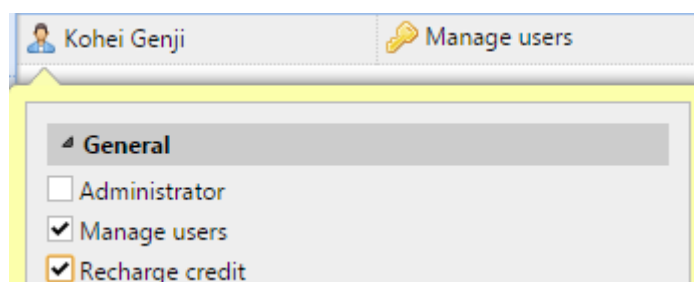 Kohei Genji Manage users
General
Administrator
Manage users
Recharge credit